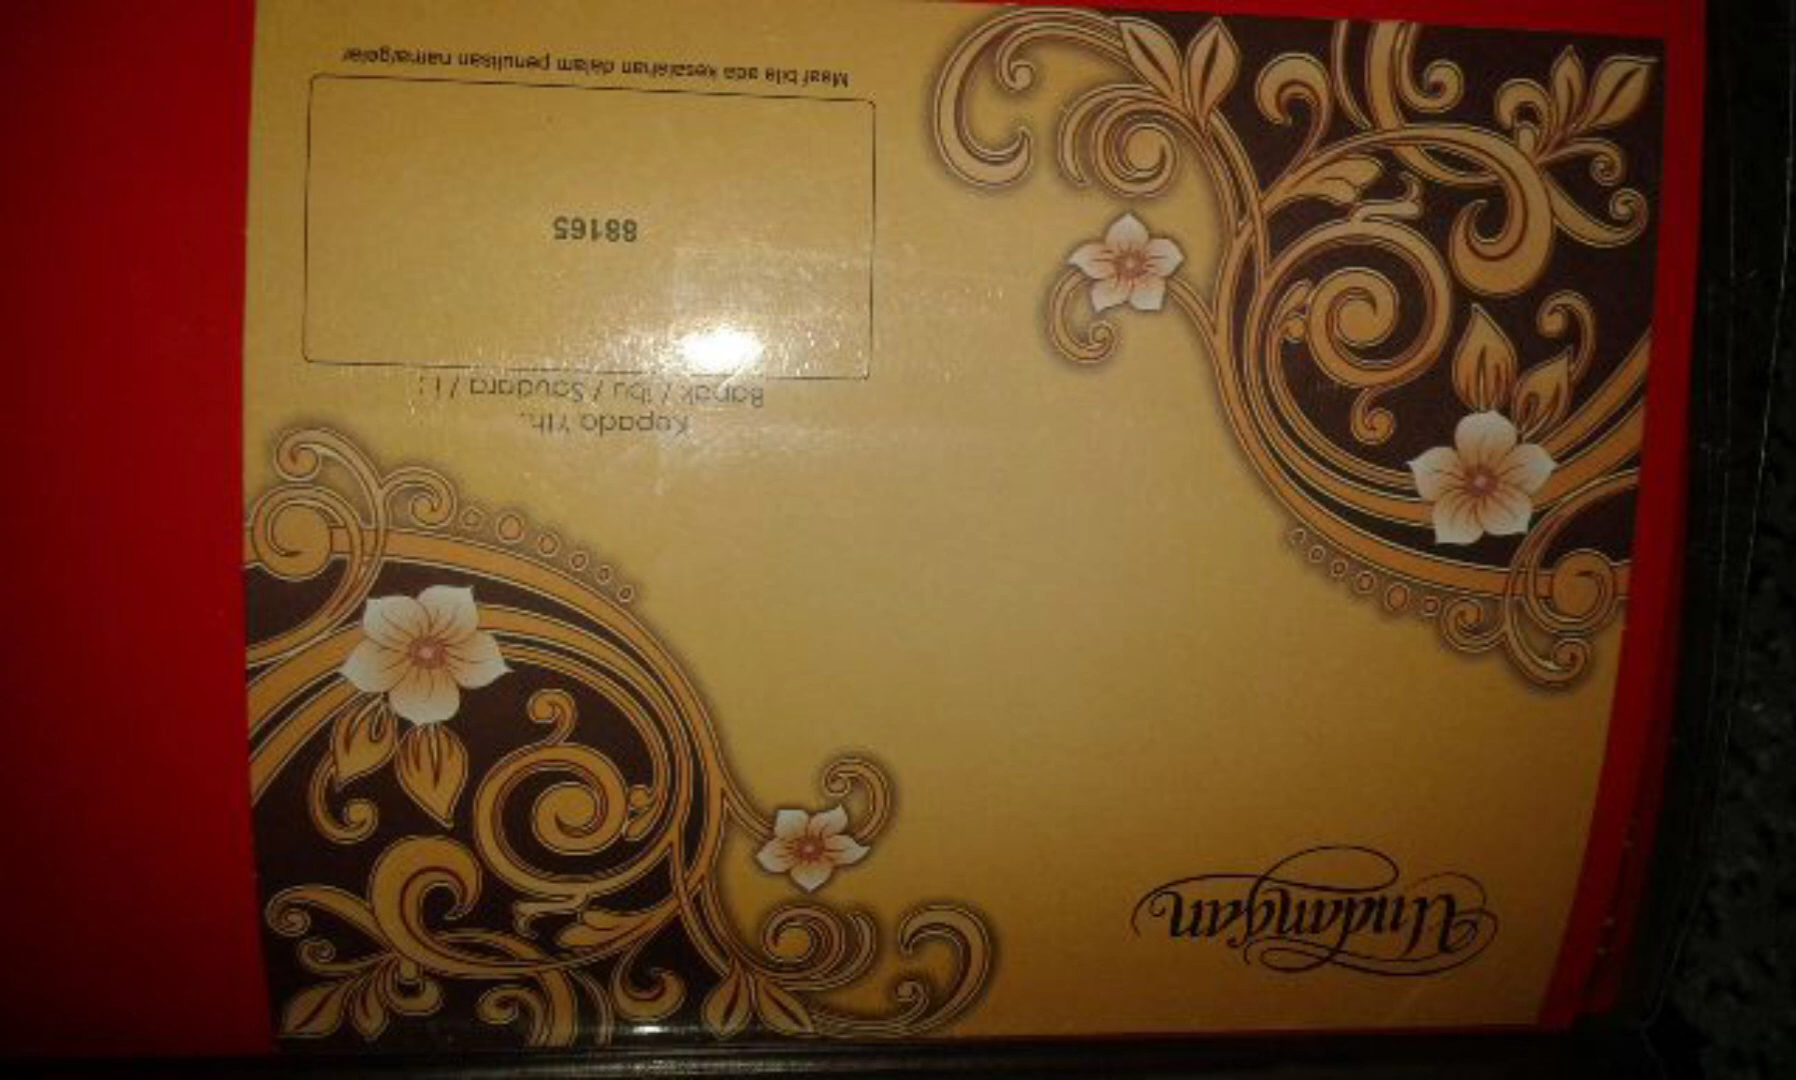 Undangan
Kepada Yth.
Bapak / Ibu / Saudara / i :
88165
Maaf bila ada kesalahan dalam penulisan nama/gelar